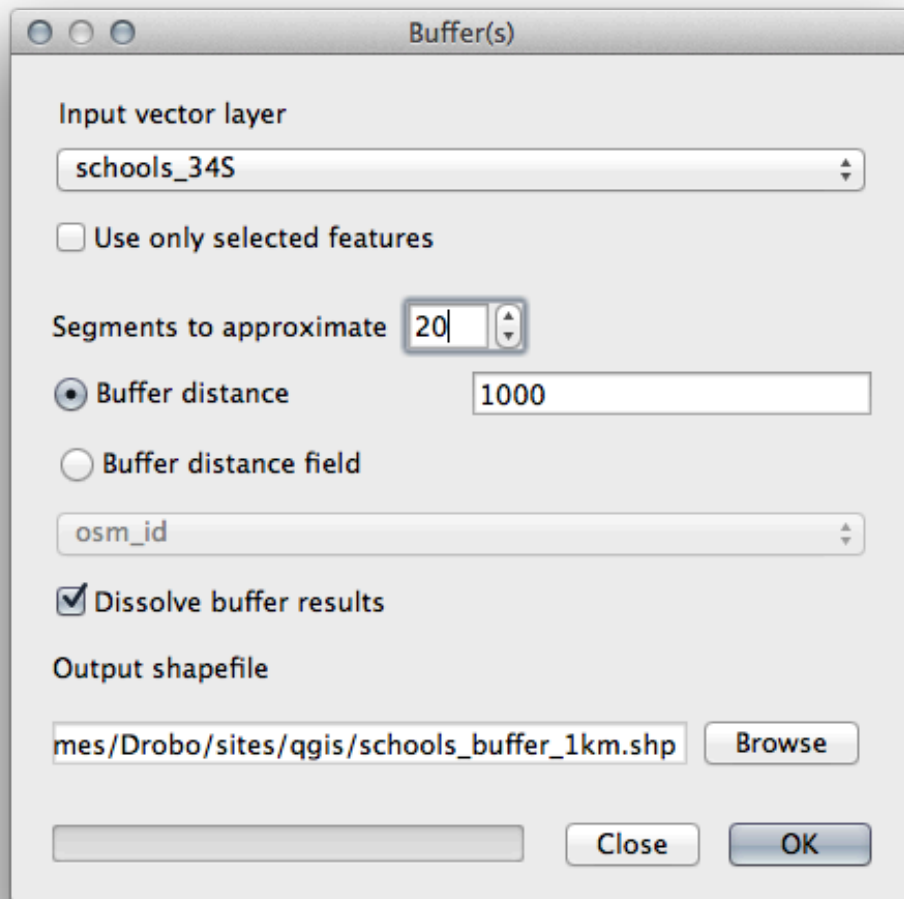 Buffer(s)
Input vector layer
schools_34S
Use only selected features
Segments to approximate 20
Buffer distance 1000
Buffer distance field
osm_id
Dissolve buffer results
Output shapefile
mes/Drobo/sites/qgis/schools_buffer_1km.shp Browse
Close OK